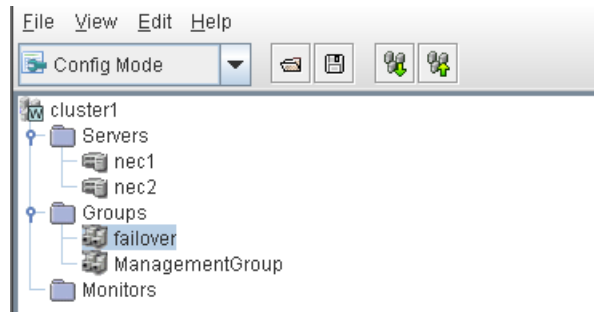 File View Edit Help
Config Mode
cluster1
Servers
nec1
nec2
Groups
failover
ManagementGroup
Monitors